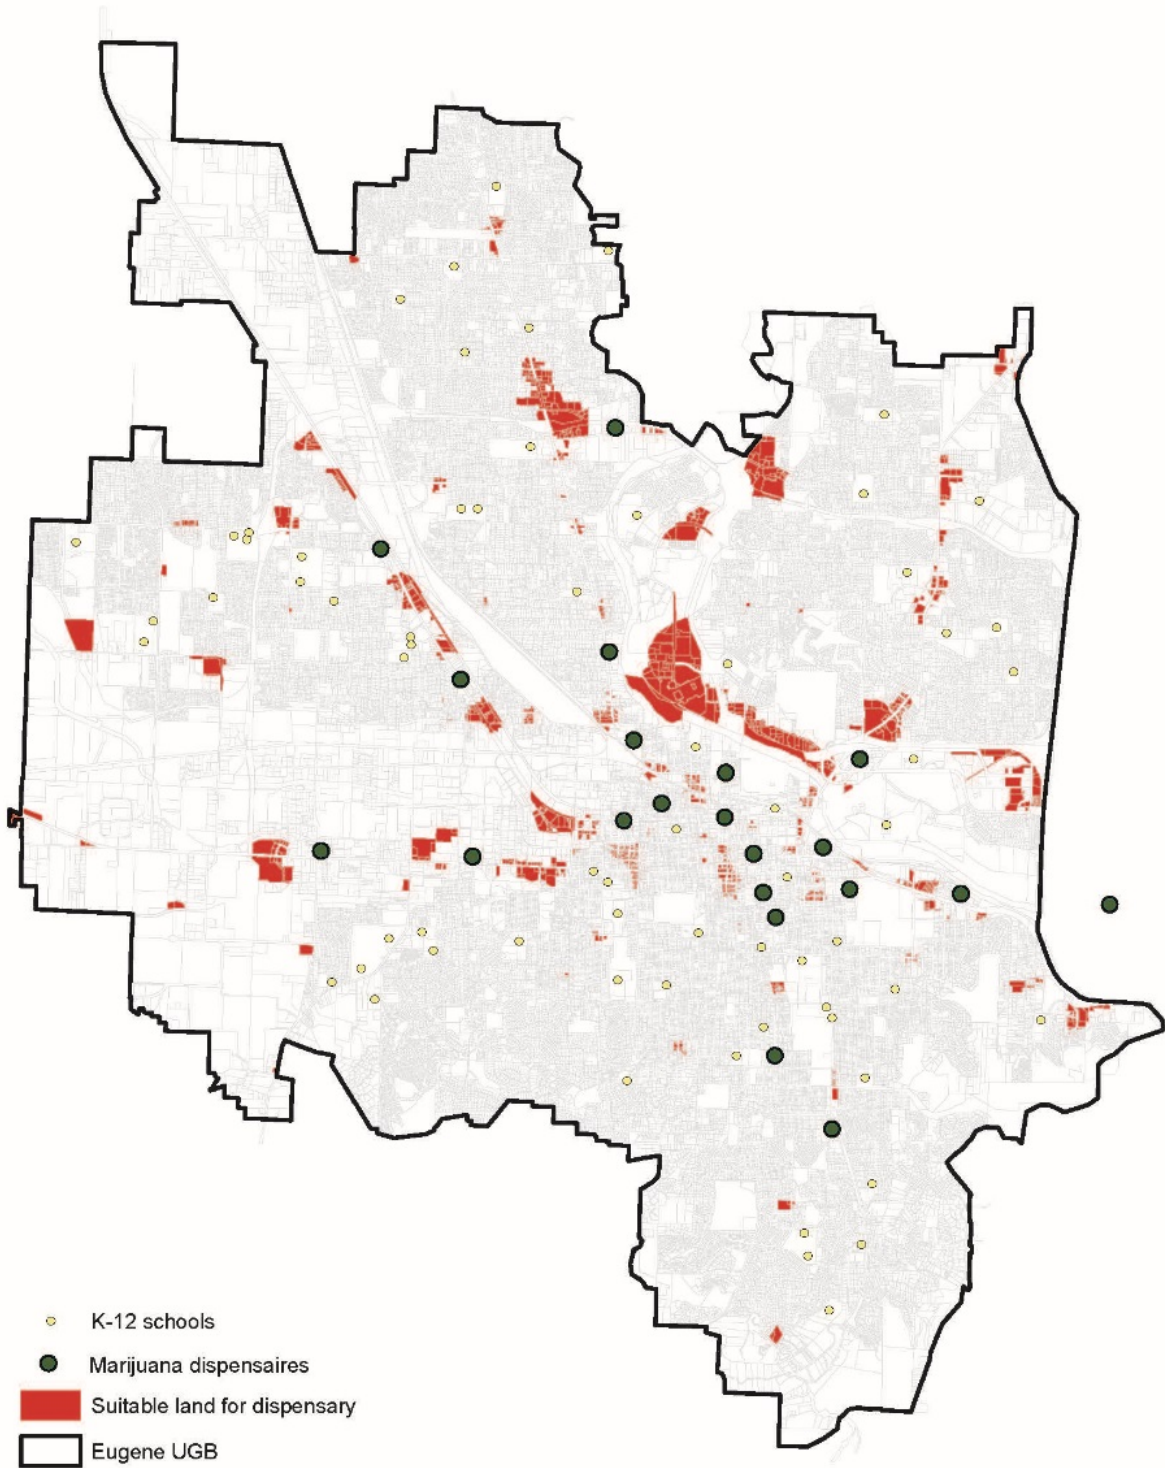 K-12 schools
Marijuana dispensaires
Suitable land for dispensary
Eugene UGB